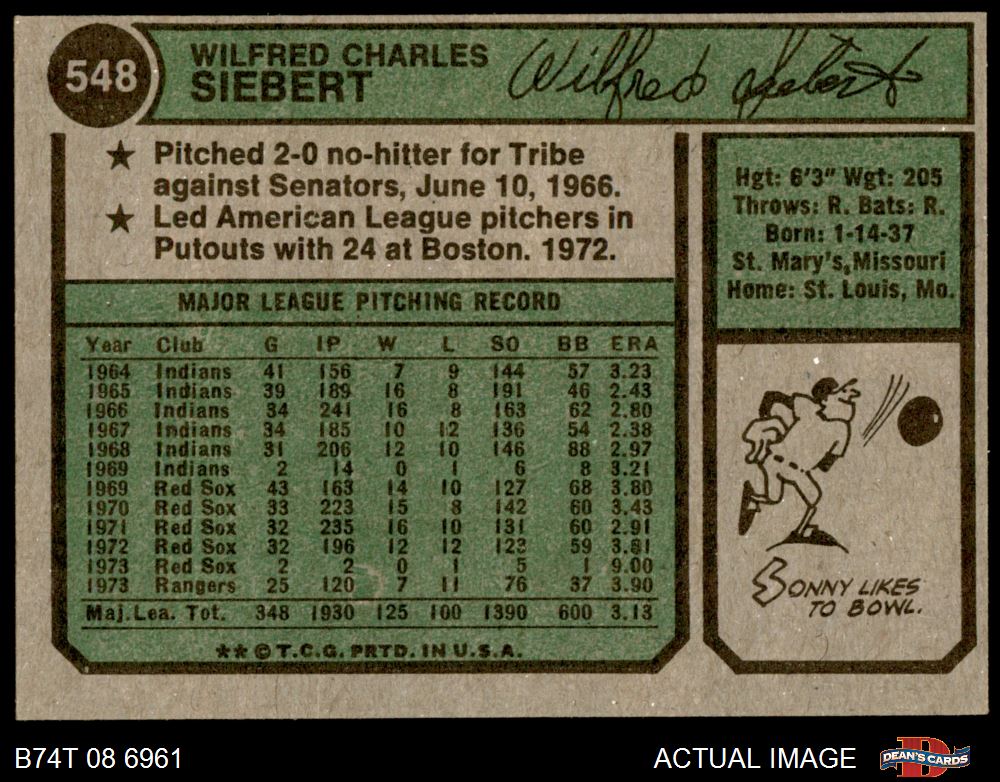 548
WILFRED CHARLES
SIEBERT
Wilfred Siebert
★ Pitched 2-0 no-hitter for Tribe
against Senators, June 10, 1966.
★ Led American League pitchers in
Putouts with 24 at Boston. 1972.
Hgt: 6'3" Wgt: 205
Throws: R. Bats: R.
Born: 1-14-37
St. Mary's, Missouri
Home: St. Louis, Mo.
MAJOR LEAGUE PITCHING RECORD
Year Club G IP W L SO BB ERA
1964 Indians 41 156 7 9 144 57 3.23
1965 Indians 39 189 16 8 191 46 2.43
1966 Indians 34 241 16 8 163 62 2.80
1967 Indians 34 185 10 12 136 54 2.38
1968 Indians 31 206 12 10 146 88 2.97
1969 Indians 2 14 0 1 6 8 3.21
1969 Red Sox 43 163 14 10 127 68 3.80
1970 Red Sox 33 223 15 8 142 60 3.43
1971 Red Sox 32 235 16 10 131 60 2.91
1972 Red Sox 32 196 12 12 123 59 3.81
1973 Red Sox 2 2 0 1 5 1 9.00
1973 Rangers 25 120 7 11 76 37 3.90
Maj.Lea. Tot. 348 1930 125 100 1390 600 3.13
★★©T.C.G. PRTD. IN U.S.A.
SONNY LIKES
TO BOWL.
B74T 08 6961
ACTUAL IMAGE
DEAN'S CARDS